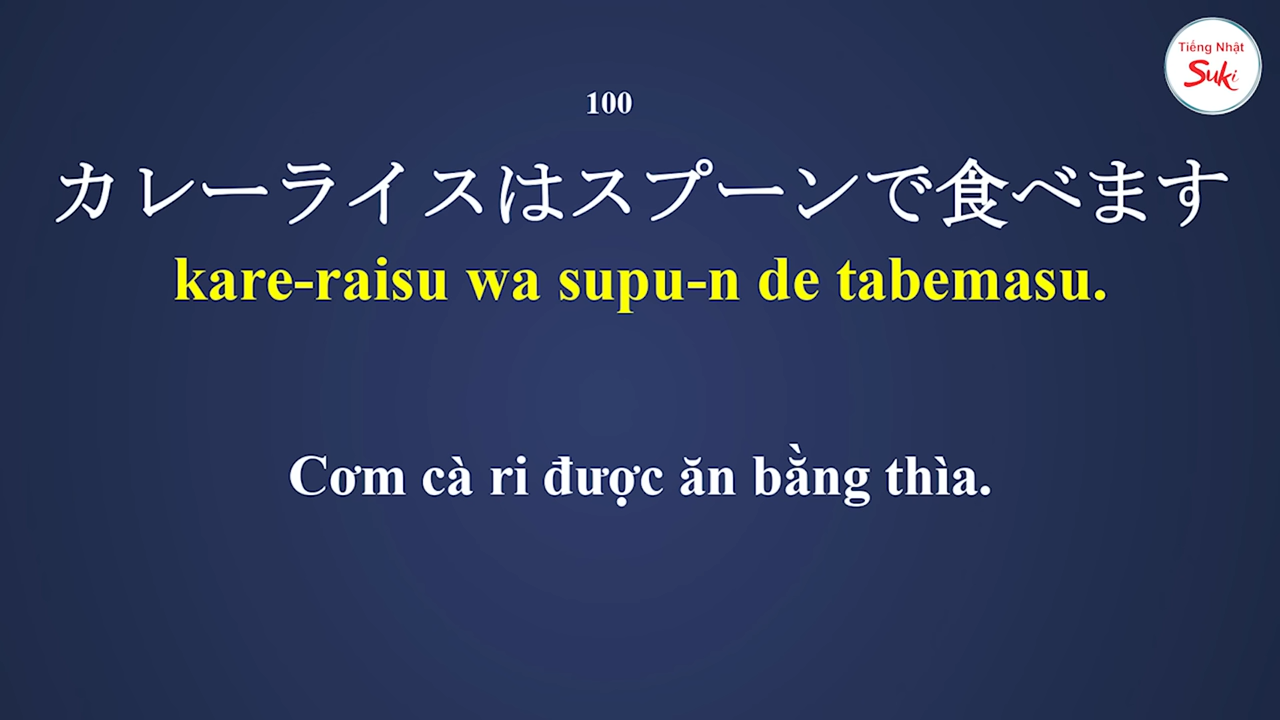 Tiếng Nhật
Suki
100
カレーライスはスプーンで食べます
kare-raisu wa supu-n de tabemasu.
Cơm cà ri được ăn bằng thìa.